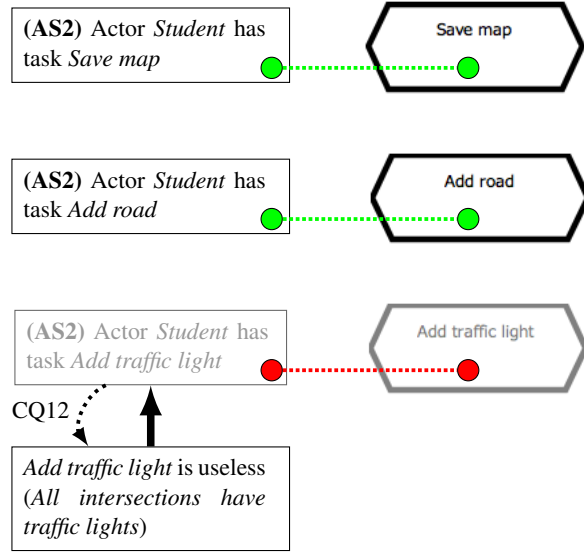 (AS2) Actor Student has
task Save map
Save map
(AS2) Actor Student has
task Add road
Add road
(AS2) Actor Student has
task Add traffic light
Add traffic light
CQ12
Add traffic light is useless
(All intersections have
traffic lights)